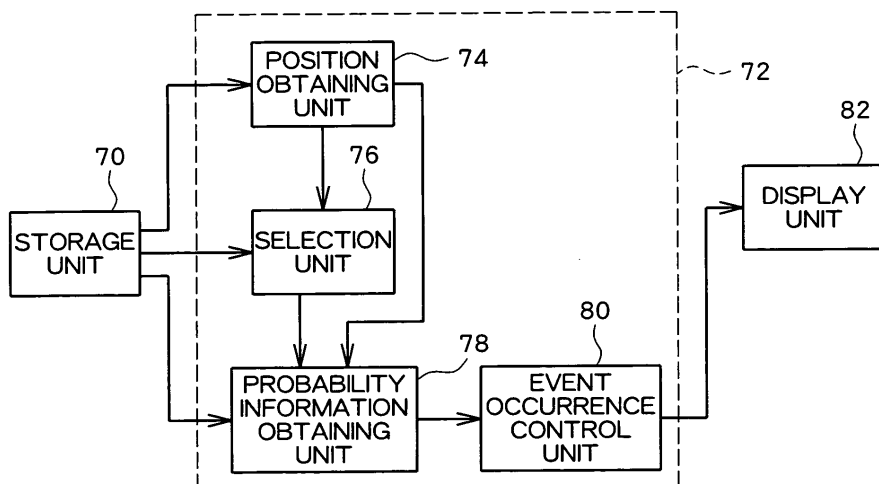 POSITION
OBTAINING
UNIT
74
72
82
70
76
DISPLAY
UNIT
STORAGE
UNIT
SELECTION
UNIT
78
80
PROBABILITY
INFORMATION
OBTAINING
UNIT
EVENT
OCCURRENCE
CONTROL
UNIT